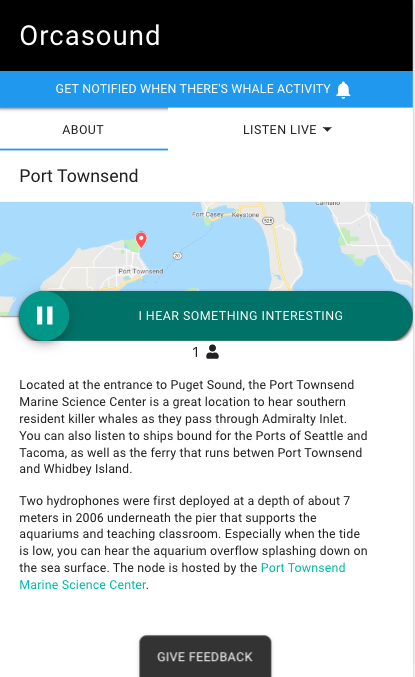 Orcasound
GET NOTIFIED WHEN THERE'S WHALE ACTIVITY
ABOUT
LISTEN LIVE
Port Townsend
Camano
Fort Casey
Keystone
525
20
Port Townsend
I HEAR SOMETHING INTERESTING
1
Located at the entrance to Puget Sound, the Port Townsend
Marine Science Center is a great location to hear southern
resident killer whales as they pass through Admiralty Inlet.
You can also listen to ships bound for the Ports of Seattle and
Tacoma, as well as the ferry that runs betwen Port Townsend
and Whidbey Island.
Two hydrophones were first deployed at a depth of about 7
meters in 2006 underneath the pier that supports the
aquariums and teaching classroom. Especially when the tide
is low, you can hear the aquarium overflow splashing down on
the sea surface. The node is hosted by the Port Townsend
Marine Science Center.
GIVE FEEDBACK